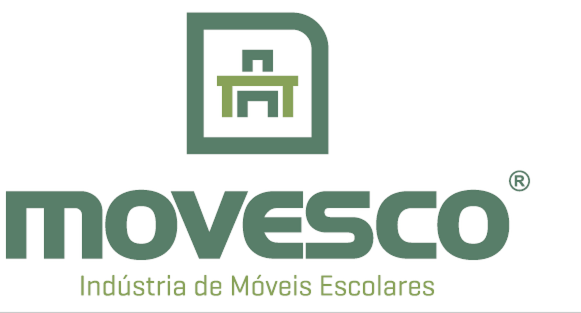 MOVESCO®
Indústria de Móveis Escolares